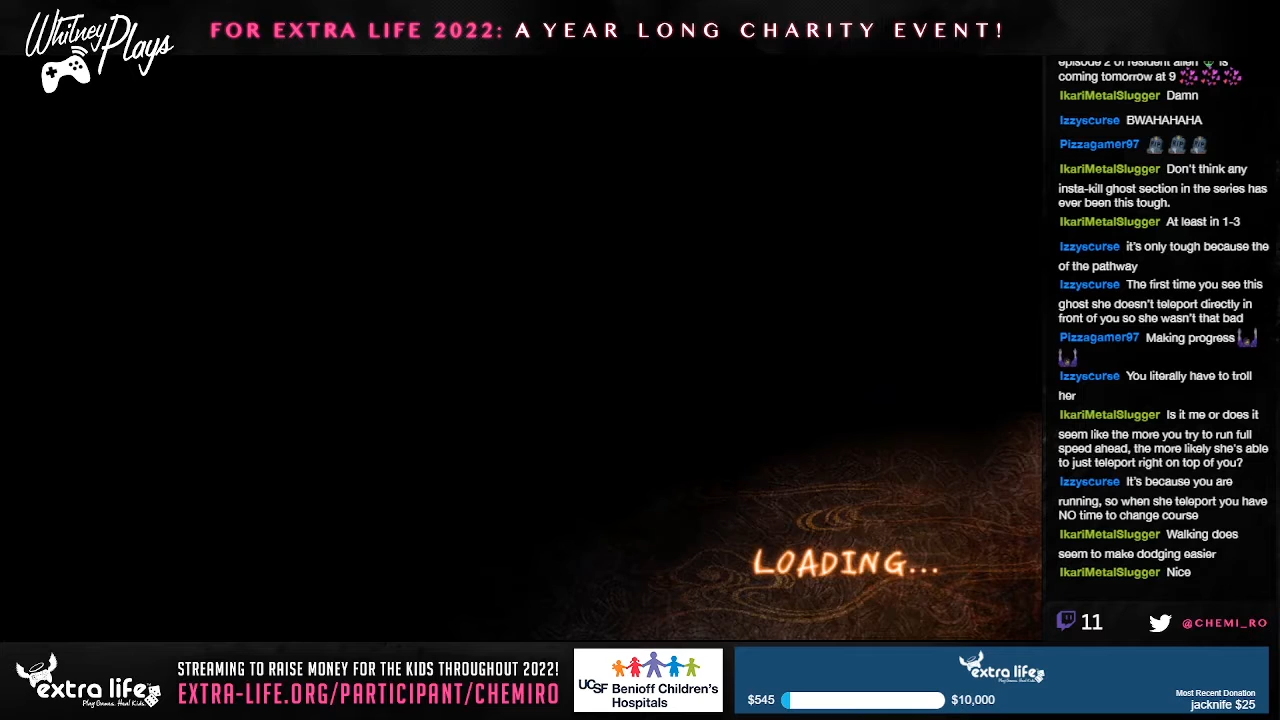 Whitney Plays
FOR EXTRA LIFE 2022: A YEAR LONG CHARITY EVENT!
episode 2 of resident alien is
coming tomorrow at 9
IkariMetalSlugger Damn
Izzyscurse BWAHAHAHA
Pizzagamer97
IkariMetalSlugger Don't think any
insta-kill ghost section in the series has
ever been this tough.
IkariMetalSlugger At least in 1-3
Izzyscurse it's only tough because the
of the pathway
Izzyscurse The first time you see this
ghost she doesn't teleport directly in
front of you so she wasn't that bad
Pizzagamer97 Making progress
Izzyscurse You literally have to troll
her
IkariMetalSlugger Is it me or does it
seem like the more you try to run full
speed ahead, the more likely she's able
to just teleport right on top of you?
Izzyscurse It's because you are
running, so when she teleport you have
NO time to change course
IkariMetalSlugger Walking does
seem to make dodging easier
IkariMetalSlugger Nice
LOADING...
11
@CHEMI_RO
extra life
Play Games. Heal Kids.
STREAMING TO RAISE MONEY FOR THE KIDS THROUGHOUT 2022!
EXTRA-LIFE.ORG/PARTICIPANT/CHEMIRO
UCSF Benioff Children's
Hospitals
extra life
$545
$10,000
Most Recent Donation
jacknife $25